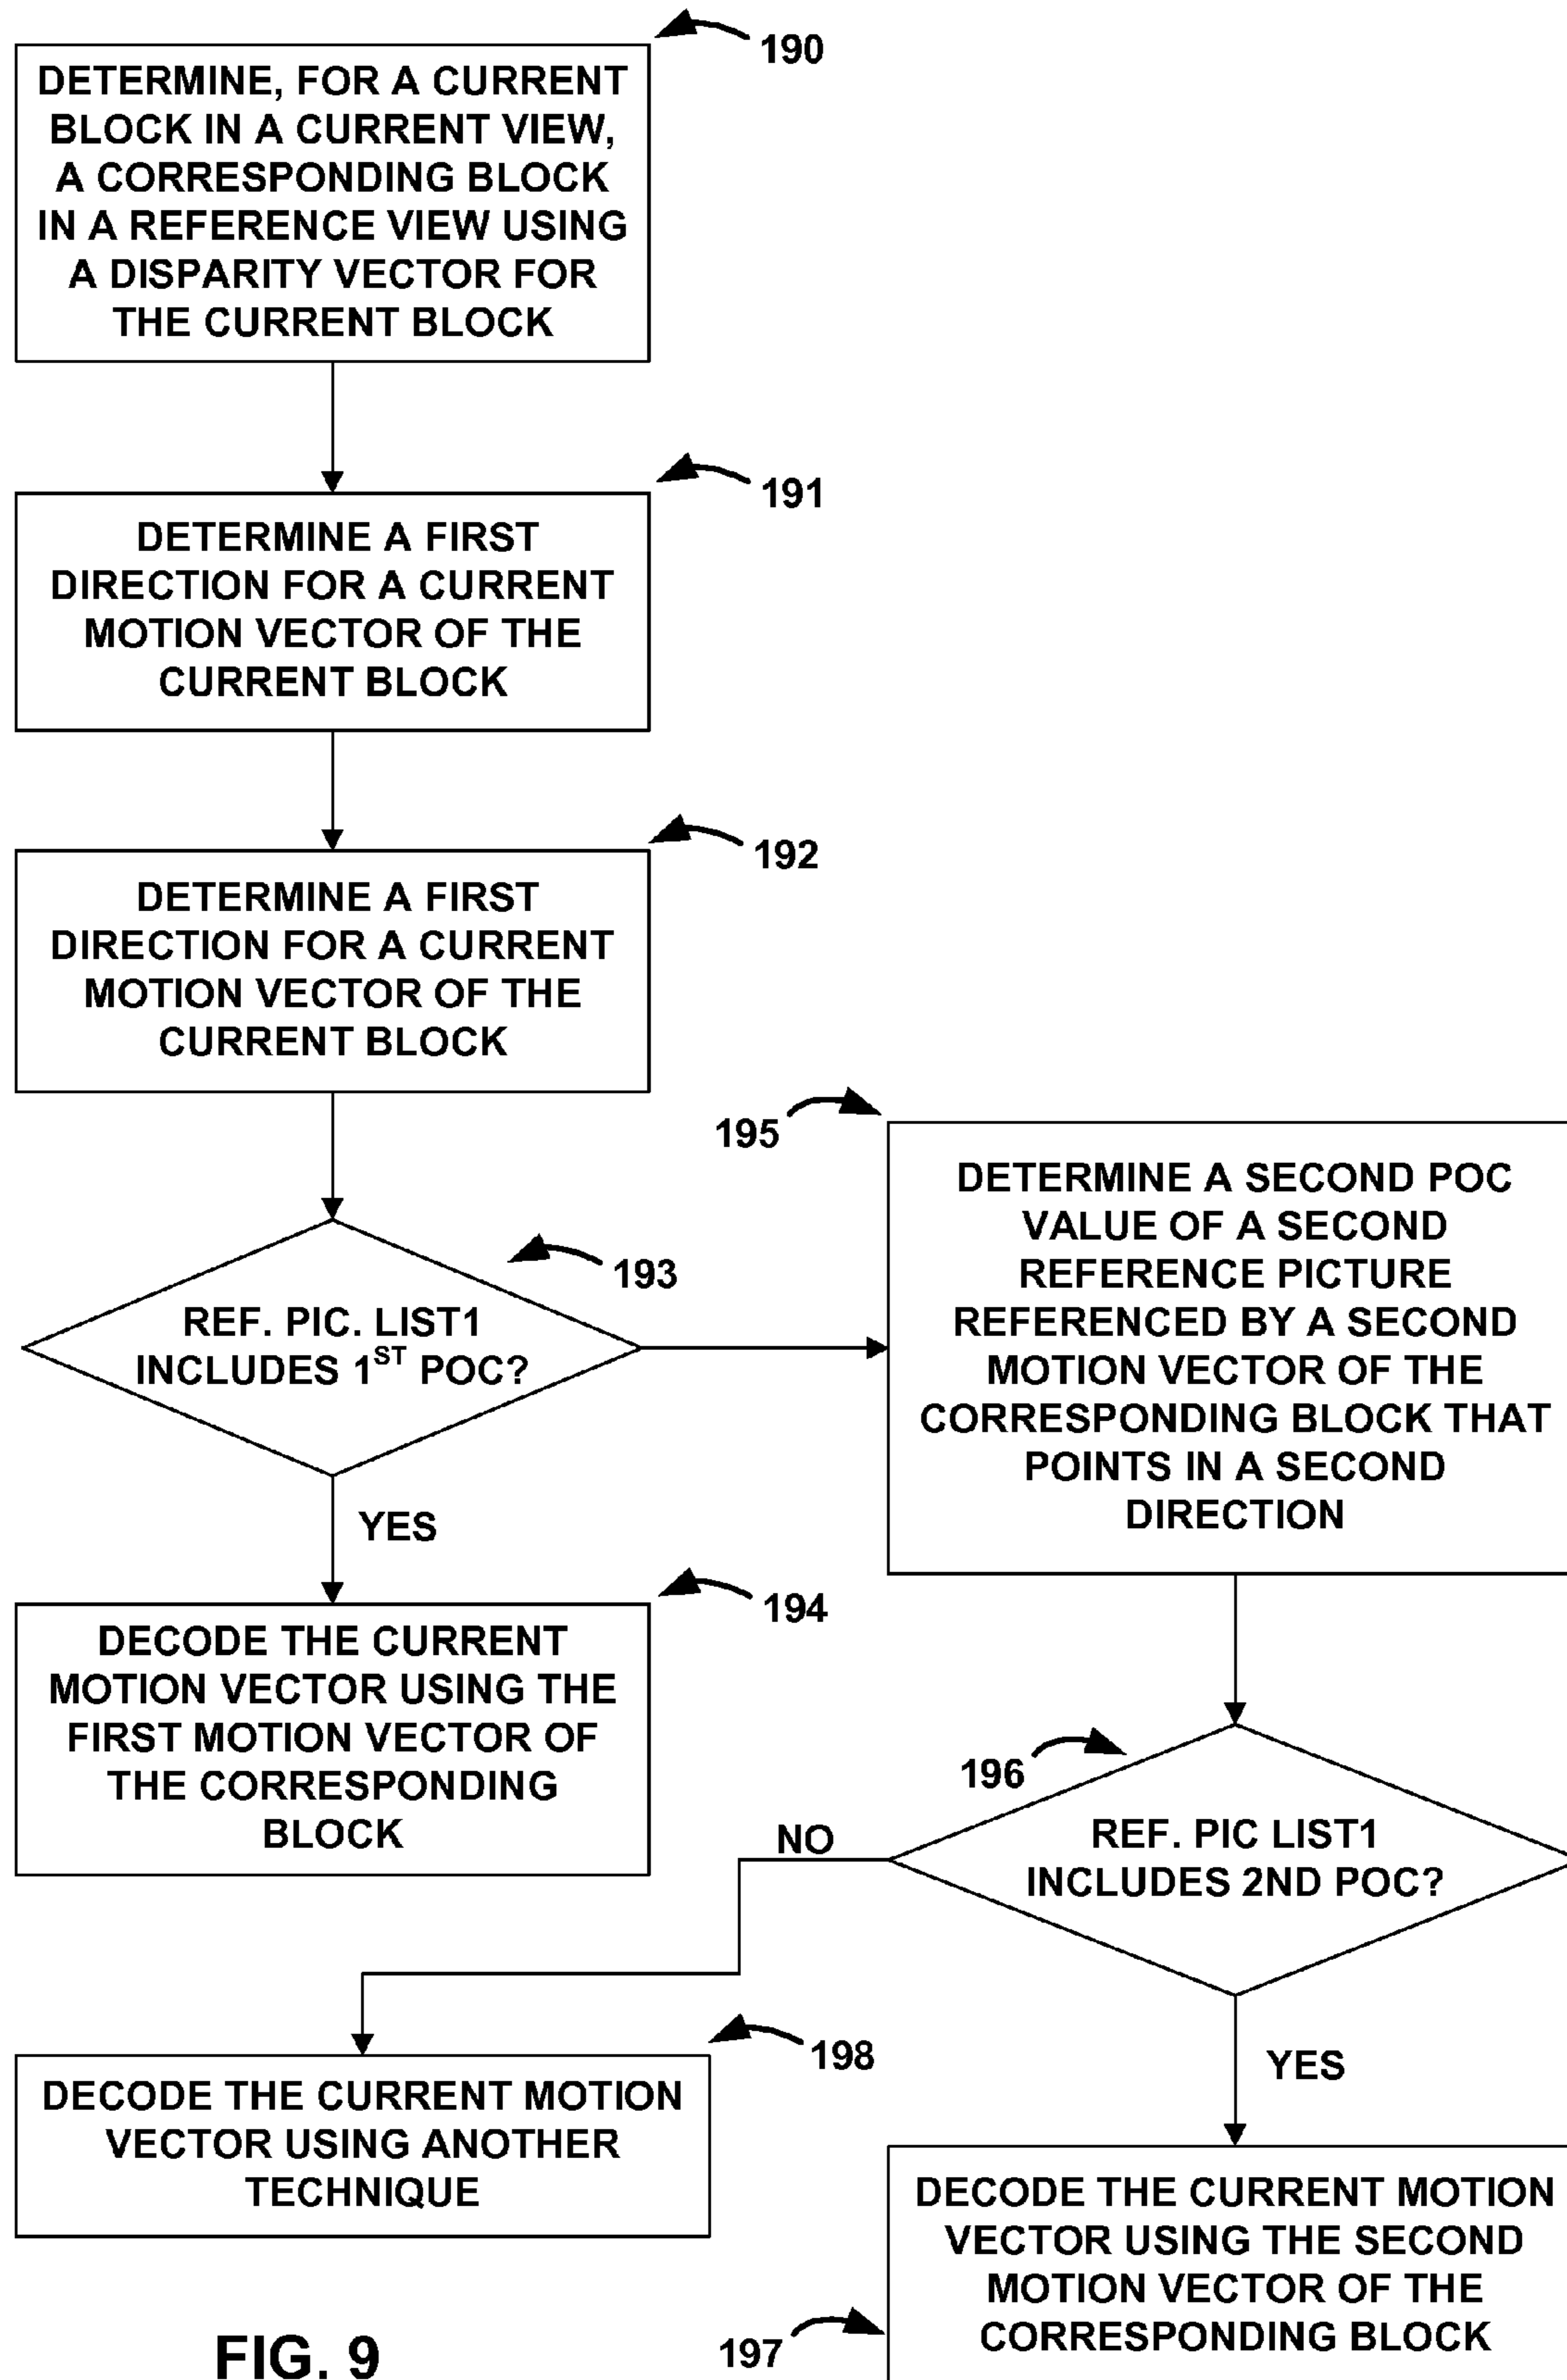 190
DETERMINE, FOR A CURRENT
BLOCK IN A CURRENT VIEW,
A CORRESPONDING BLOCK
IN A REFERENCE VIEW USING
A DISPARITY VECTOR FOR
THE CURRENT BLOCK
191
DETERMINE A FIRST
DIRECTION FOR A CURRENT
MOTION VECTOR OF THE
CURRENT BLOCK
192
DETERMINE A FIRST
DIRECTION FOR A CURRENT
MOTION VECTOR OF THE
CURRENT BLOCK
193
REF. PIC. LIST1
INCLUDES 1ST POC?
YES
194
DECODE THE CURRENT
MOTION VECTOR USING THE
FIRST MOTION VECTOR OF
THE CORRESPONDING
BLOCK
195
DETERMINE A SECOND POC
VALUE OF A SECOND
REFERENCE PICTURE
REFERENCED BY A SECOND
MOTION VECTOR OF THE
CORRESPONDING BLOCK THAT
POINTS IN A SECOND
DIRECTION
196
REF. PIC LIST1
INCLUDES 2ND POC?
NO
198
DECODE THE CURRENT MOTION
VECTOR USING ANOTHER
TECHNIQUE
YES
DECODE THE CURRENT MOTION
VECTOR USING THE SECOND
MOTION VECTOR OF THE
CORRESPONDING BLOCK
197
FIG. 9